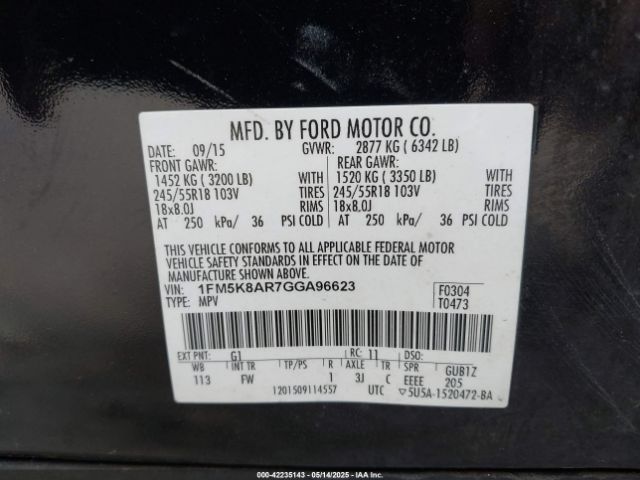 MFD. BY FORD MOTOR CO.
DATE: 09/15 GVWR: 2877 KG ( 6342 LB)
FRONT GAWR: REAR GAWR:
1452 KG ( 3200 LB) WITH 1520 KG ( 3350 LB) WITH
245/55R18 103V TIRES 245/55R18 103V TIRES
18x8.0J RIMS 18x8.0J RIMS
AT 250 kPa/ 36 PSI COLD AT 250 kPa/ 36 PSI COLD
THIS VEHICLE CONFORMS TO ALL APPLICABLE FEDERAL MOTOR
VEHICLE SAFETY STANDARDS IN EFFECT ON THE DATE OF
MANUFACTURE SHOWN ABOVE.
VIN: 1FM5K8AR7GGA96623 F0304
TYPE: MPV T0473
EXT PNT: G1 RC: 11 DSO:
WB INT TR TP/PS R AXLE TR SPR GUB1Z
113 FW 1 3J C EEEE 205
1201509114557 UTC ▽5U5A-1520472-BA
00-42235143 - 05/14/2025 - IAA Inc.